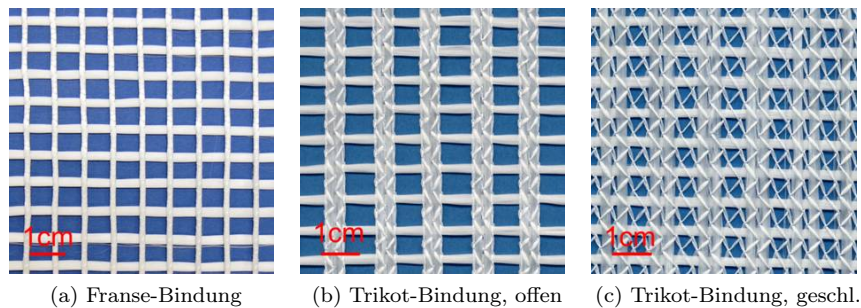 1cm
1cm
1cm
(a) Franse-Bindung
(b) Trikot-Bindung, offen
(c) Trikot-Bindung, geschl.